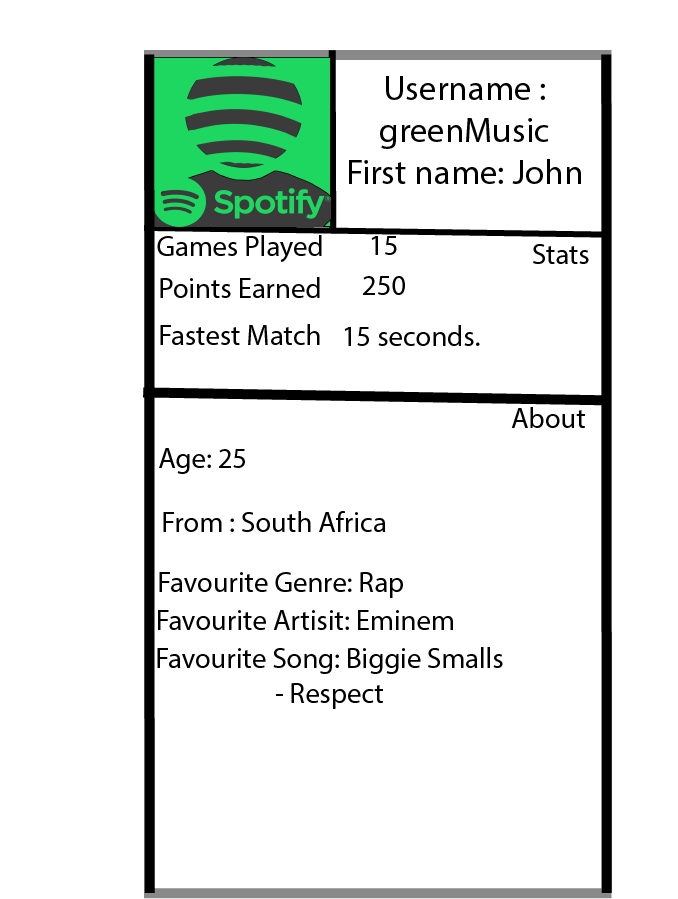 Spotify
Username :
greenMusic
First name: John
Games Played 15
Stats
Points Earned 250
Fastest Match 15 seconds.
About
Age: 25
From : South Africa
Favourite Genre: Rap
Favourite Artisit: Eminem
Favourite Song: Biggie Smalls
- Respect